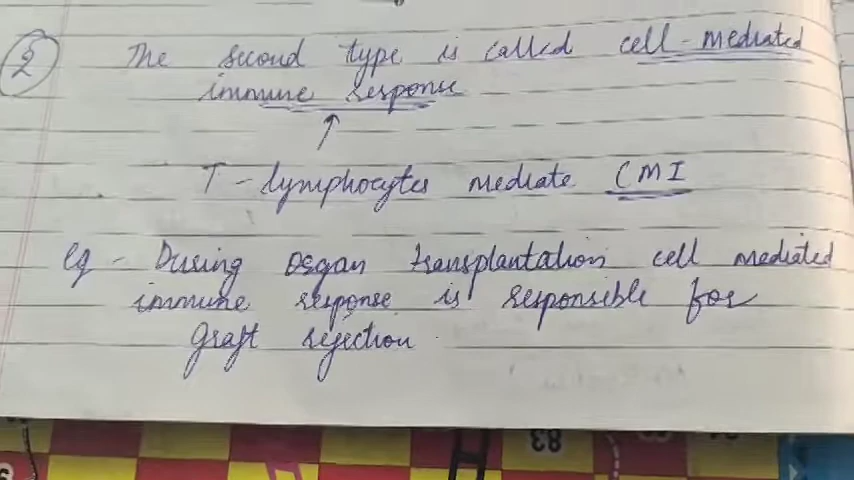 2
The second type is called cell-mediated
immune response
↑
T-lymphocytes mediate CMI
Eg - During organ transplantation cell mediated
immune response is responsible for
graft rejection
83